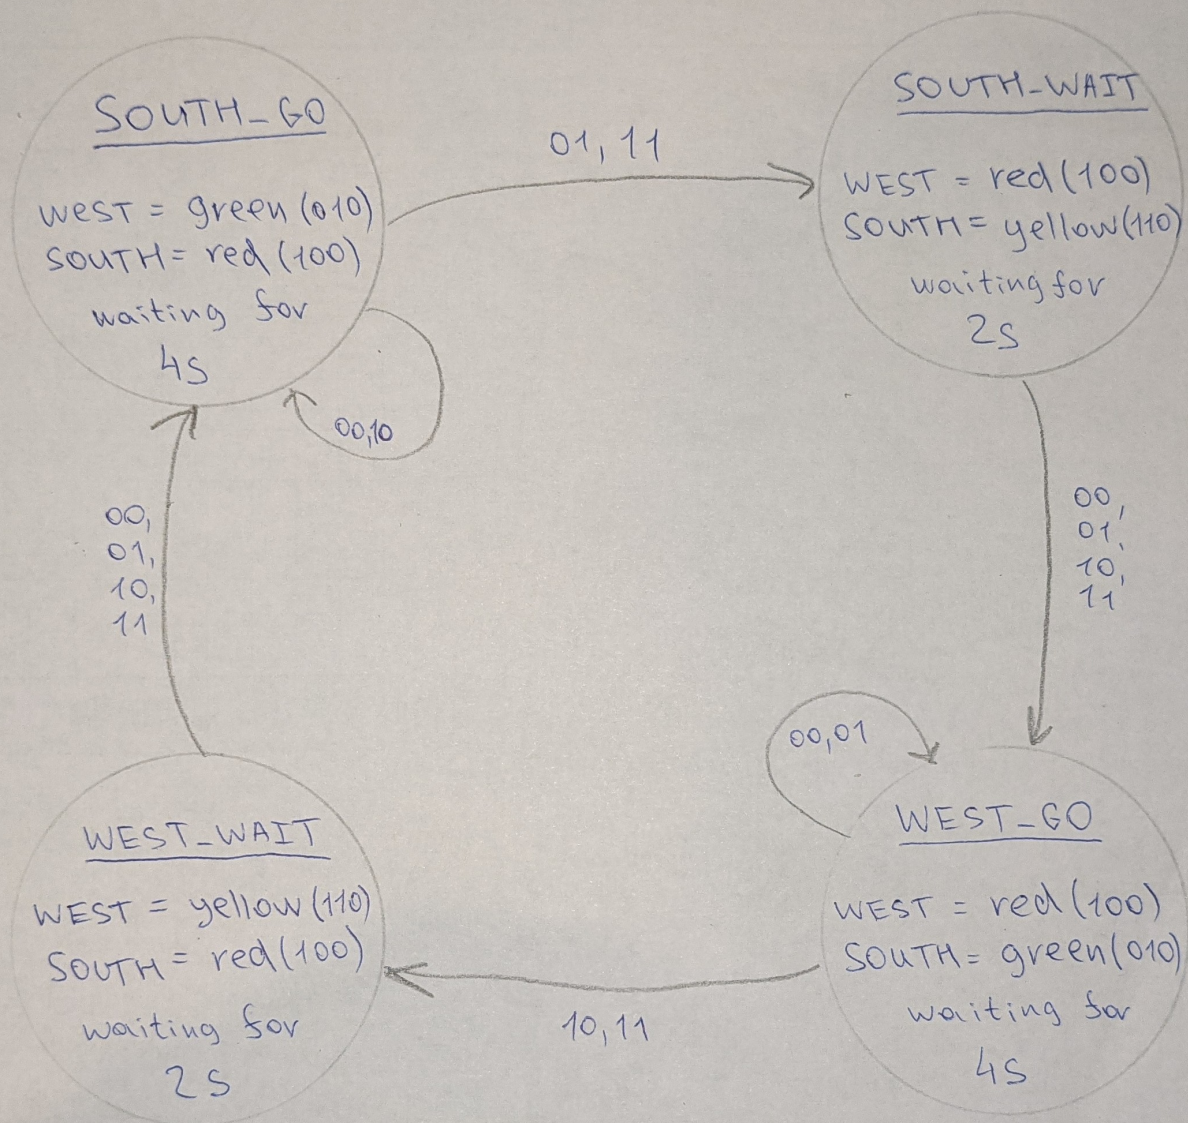 SOUTH_GO
WEST = green (010)
SOUTH = red (100)
waiting for
4s
01, 11
SOUTH_WAIT
WEST = red (100)
SOUTH = yellow (110)
waiting for
2s
00,10
00,
01,
10,
11
00,
01,
10,
11
WEST_WAIT
WEST = yellow (110)
SOUTH = red (100)
waiting for
2s
10,11
00,01
WEST_GO
WEST = red (100)
SOUTH = green (010)
waiting for
4s